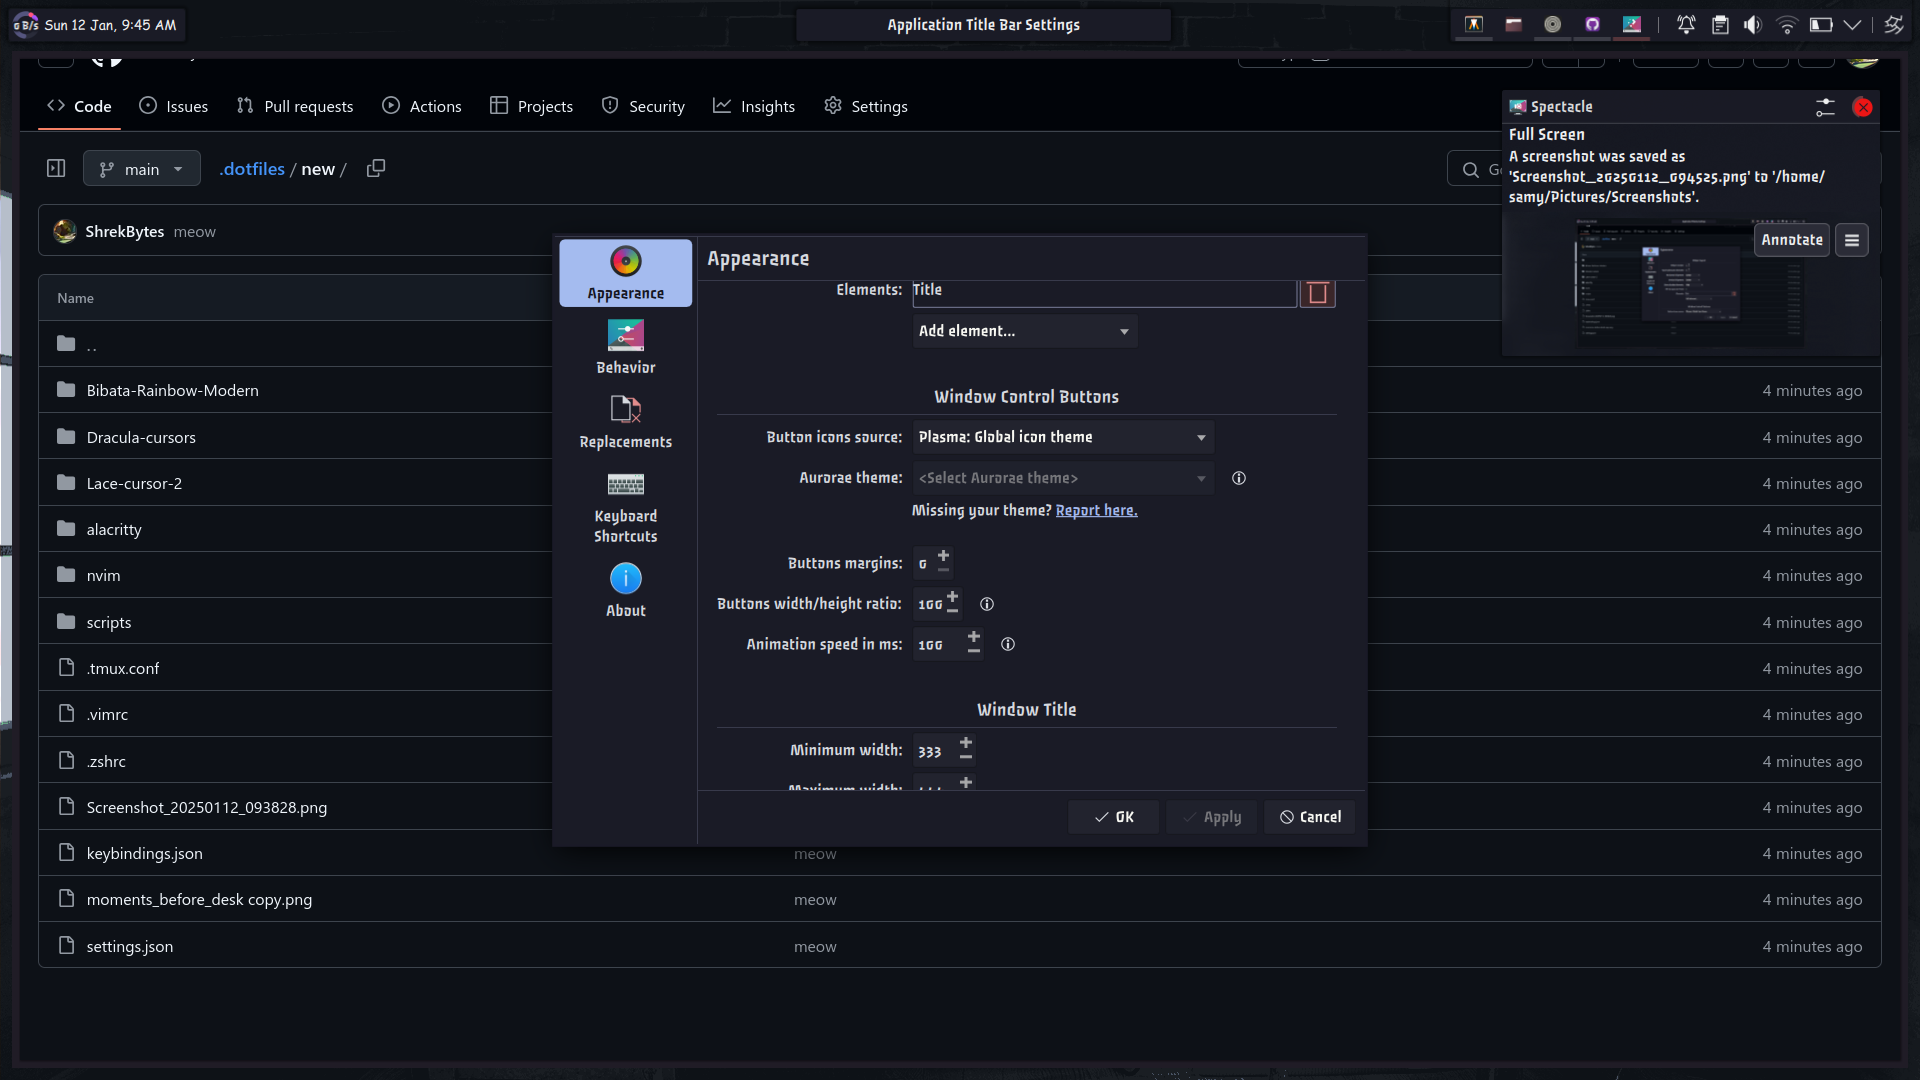 0 B/s Sun 12 Jan, 9:45 AM
Application Title Bar Settings
Code
Issues
Pull requests
Actions
Projects
Security
Insights
Settings
main
.dotfiles / new /
ShrekBytes meow
Name
..
Bibata-Rainbow-Modern
4 minutes ago
Dracula-cursors
4 minutes ago
Lace-cursor-2
4 minutes ago
alacritty
4 minutes ago
nvim
4 minutes ago
scripts
4 minutes ago
.tmux.conf
4 minutes ago
.vimrc
4 minutes ago
.zshrc
4 minutes ago
Screenshot_20250112_093828.png
4 minutes ago
keybindings.json
meow
4 minutes ago
moments_before_desk copy.png
meow
4 minutes ago
settings.json
meow
4 minutes ago
Appearance
Behavior
Replacements
Keyboard
Shortcuts
About
Appearance
Elements:
Title
Add element...
Window Control Buttons
Button icons source:
Plasma: Global icon theme
Aurorae theme:
<Select Aurorae theme>
Missing your theme? Report here.
Buttons margins:
0
Buttons width/height ratio:
100
Animation speed in ms:
100
Window Title
Minimum width:
333
Maximum width:
OK
Apply
Cancel
Spectacle
Full Screen
A screenshot was saved as
'Screenshot_20250112_094525.png' to '/home/
samy/Pictures/Screenshots'.
Annotate